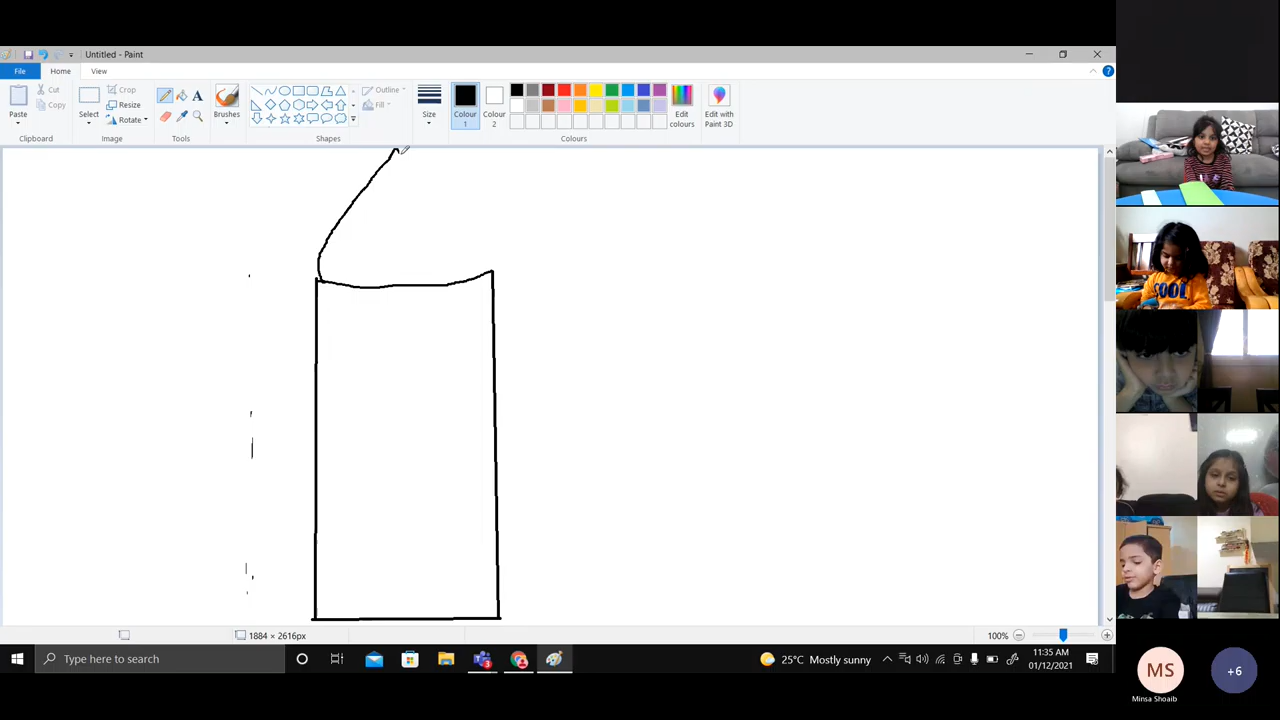 Untitled - Paint
File Home View
Paste
Cut
Copy
Clipboard
Select
Crop
Resize
Rotate
Image
A
Tools
Brushes
Shapes
Outline
Fill
Size
Colour 1
Colour 2
Edit colours
Colours
Edit with Paint 3D
COOL
1884 × 2616px
100%
Type here to search
25°C Mostly sunny
11:35 AM
01/12/2021
MS
Minsa Shoaib
+6